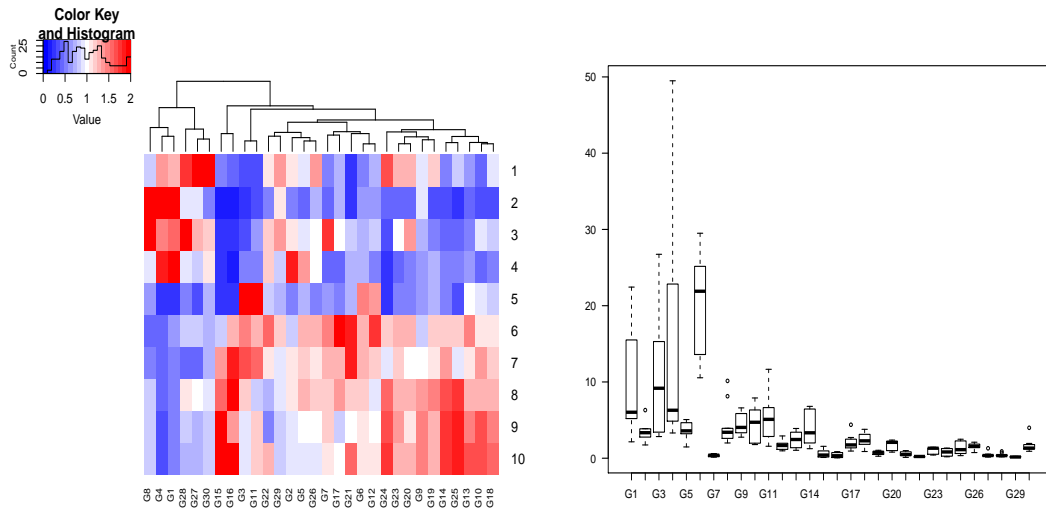 Color Key
and Histogram
Count
0 25
0 0.5 1 1.5 2
Value
1
2
3
4
5
6
7
8
9
10
G8 G4 G1 G28 G27 G30 G15 G16 G3 G11 G22 G29 G2 G5 G26 G7 G17 G21 G6 G12 G24 G23 G20 G9 G19 G14 G25 G13 G10 G18
50
40
30
20
10
0
G1 G3 G5 G7 G9 G11 G14 G17 G20 G23 G26 G29